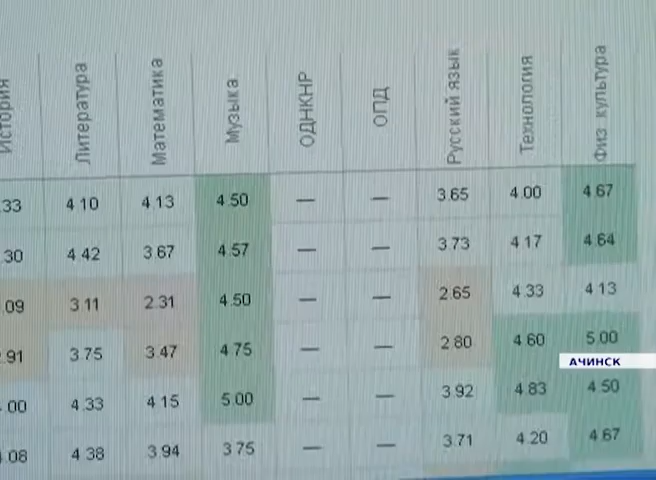 История Литература Математика Музыка ОДНКНР ОПД Русский язык Технология Физ культура
.33 4.10 4.13 4.50 — — 3.65 4.00 4.67
.30 4.42 3.67 4.57 — — 3.73 4.17 4.64
.09 3.11 2.31 4.50 — — 2.65 4.33 4.13
.91 3.75 3.47 4.75 — — 2.80 4.60 5.00
АЧИНСК
.00 4.33 4.15 5.00 — — 3.92 4.83 4.50
.08 4.38 3.94 3.75 — — 3.71 4.20 4.67